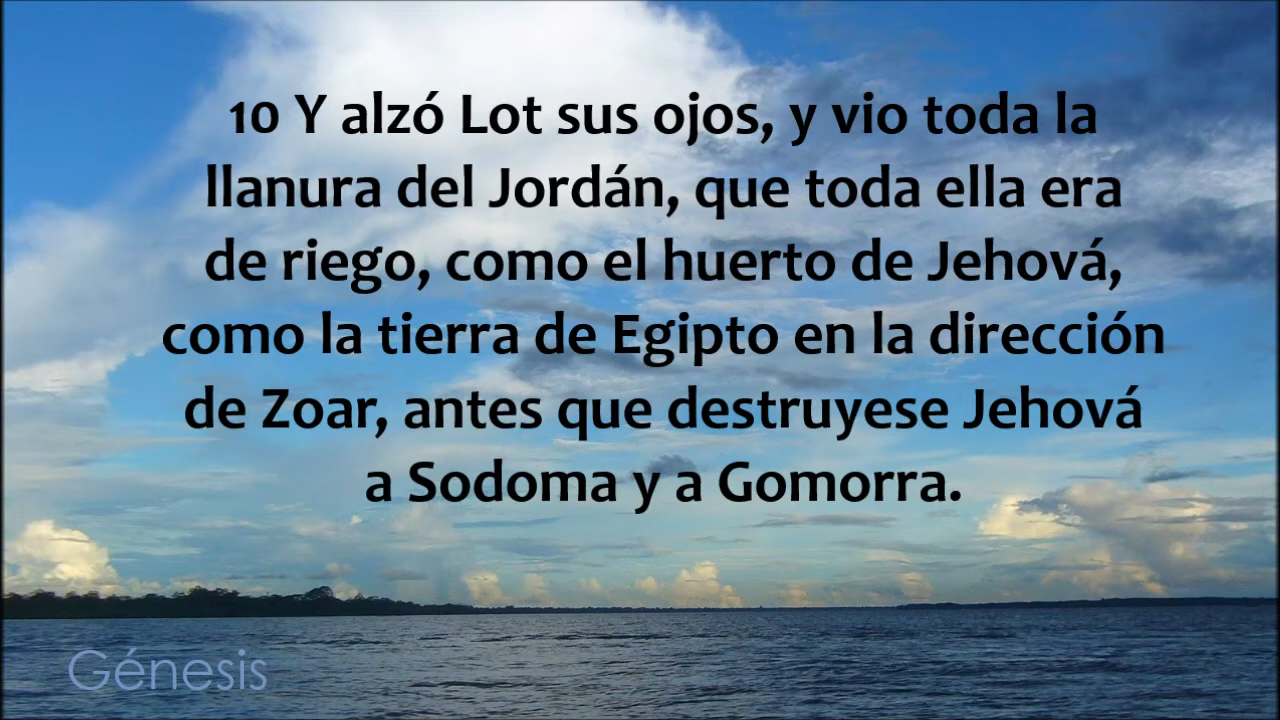 10 Y alzó Lot sus ojos, y vio toda la
llanura del Jordán, que toda ella era
de riego, como el huerto de Jehová,
como la tierra de Egipto en la dirección
de Zoar, antes que destruyese Jehová
a Sodoma y a Gomorra.
Génesis